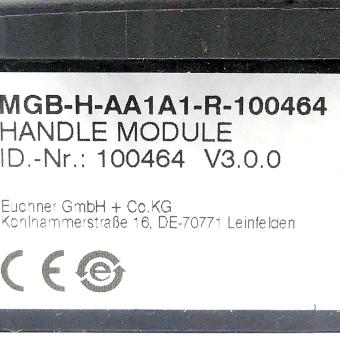 MGB-H-AA1A1-R-100464
HANDLE MODULE
ID.-Nr.: 100464 V3.0.0
Euchner GmbH + Co.KG
Kohlhammerstraße 16, DE-70771 Leinfelden
CE